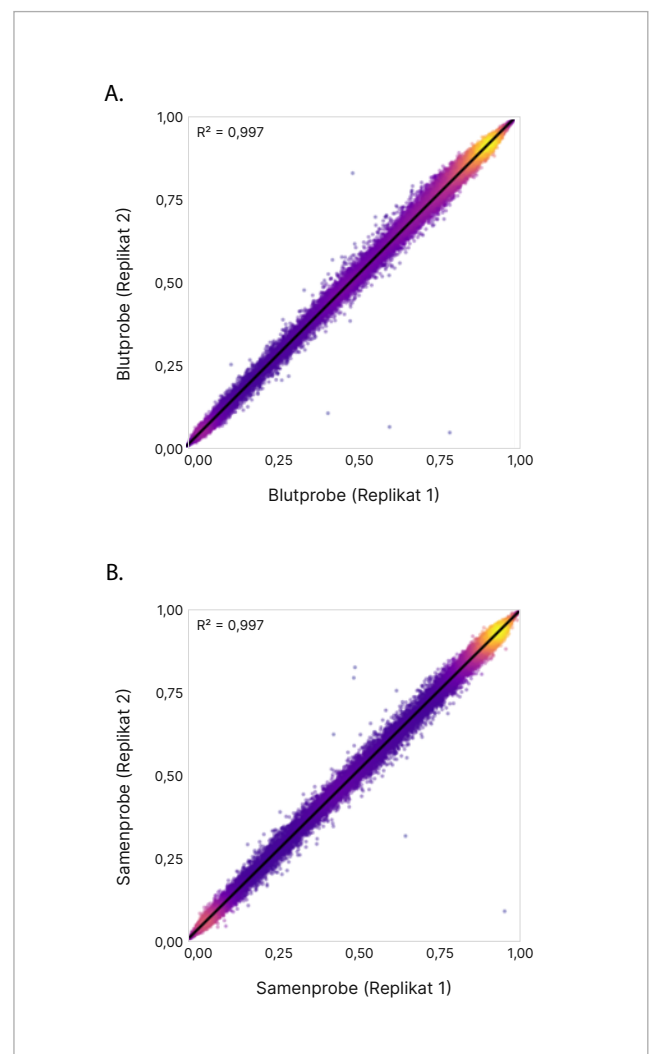 A.
R² = 0,997
1,00
0,75
0,50
0,25
0,00
Blutprobe (Replikat 2)
0,00 0,25 0,50 0,75 1,00
Blutprobe (Replikat 1)
B.
R² = 0,997
1,00
0,75
0,50
0,25
0,00
Samenprobe (Replikat 2)
0,00 0,25 0,50 0,75 1,00
Samenprobe (Replikat 1)